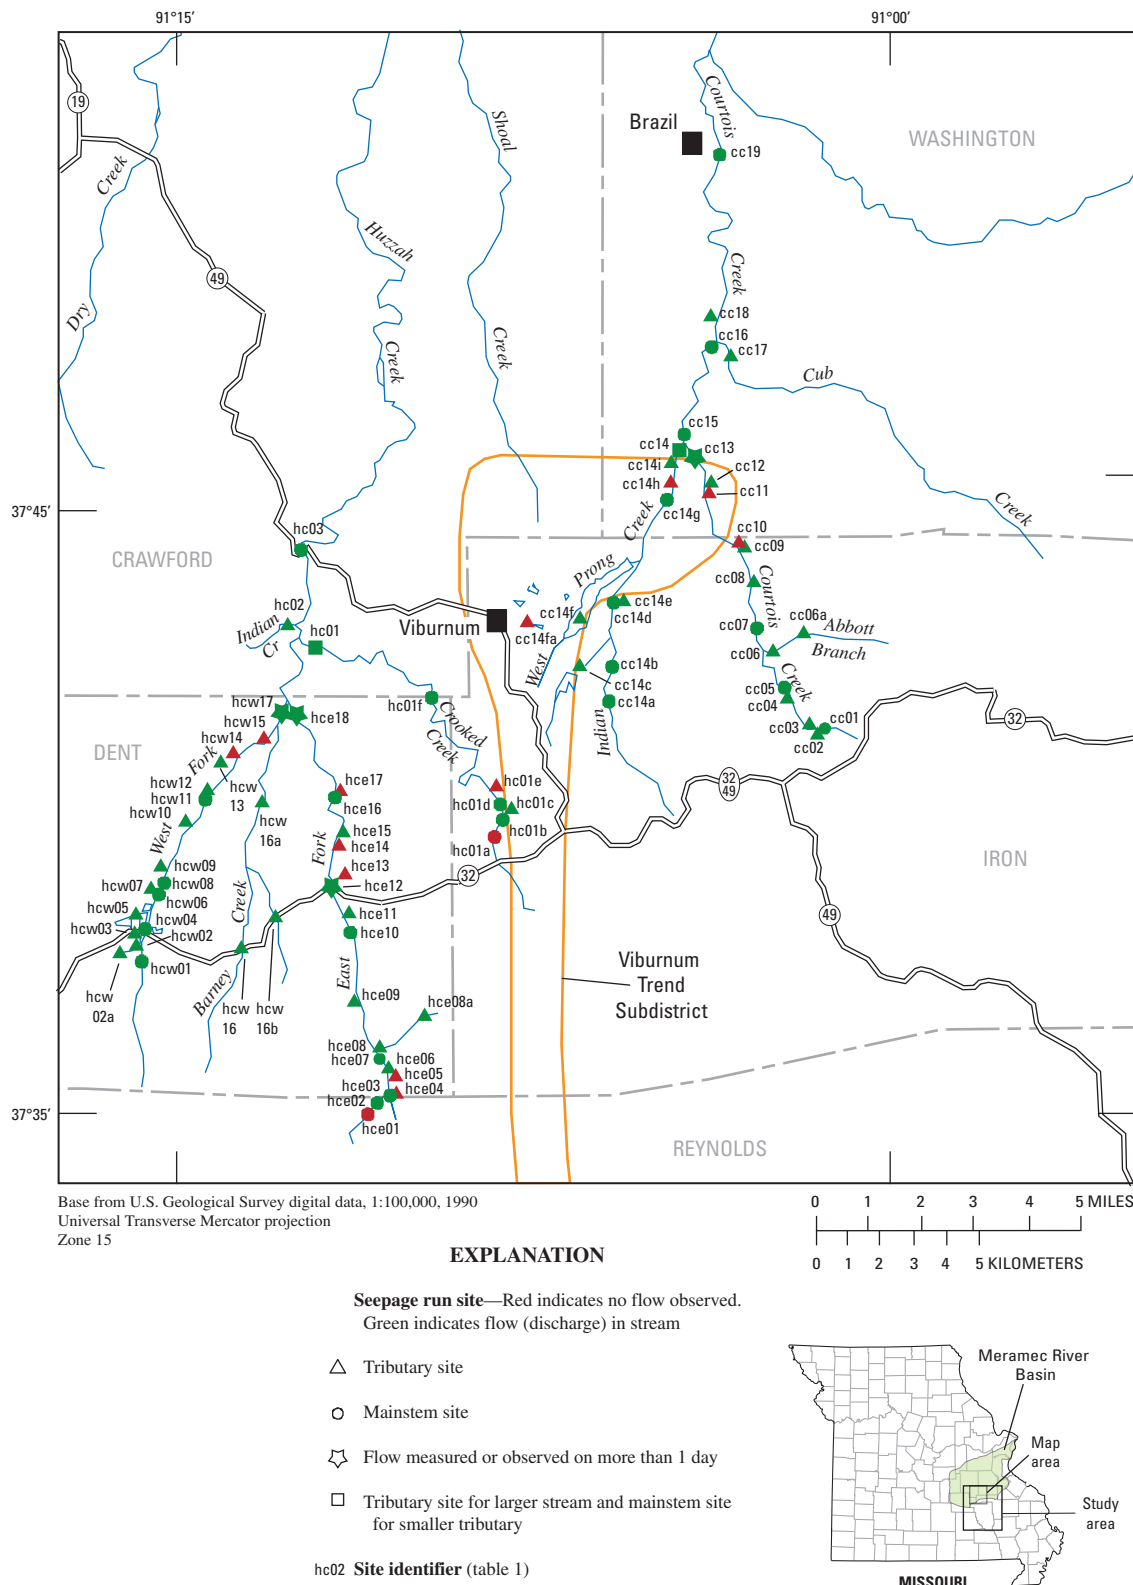 91°15′
91°00′
19
Creek
Dry
49
Huzzah
Creek
Shoal
Creek
Brazil
Courtois
cc19
WASHINGTON
Creek
cc18
cc16
cc17
Cub
Creek
cc15
cc14
cc13
cc14i
cc12
cc14h
cc11
cc14g
Creek
37°45′
hc03
CRAWFORD
cc10
cc09
Prong
cc08
Courtois
hc02
cc14e
cc14f
cc14d
cc06a
Abbott
Indian
Cr
hc01
Viburnum
cc14fa
cc07
Branch
cc06
West
cc14b
cc14c
cc05
Creek
hc01f
cc14a
cc04
hcw17
hce18
Crooked
Creek
Indian
cc03
cc01
cc02
32
DENT
hcw15
hcw14
Fork
hcw12
hcw11
hcw
13
hce17
hc01e
32
49
hcw10
hcw
16a
hce16
hc01d
hc01c
West
hce15
hc01b
Fork
hce14
hc01a
IRON
hcw09
hce13
32
hcw07
hcw08
hce12
hcw06
hcw05
Creek
hce11
49
hcw04
hcw03
hcw02
hce10
hcw01
Barney
East
Viburnum
Trend
Subdistrict
hcw
02a
hcw
16
hcw
16b
hce09
hce08a
hce08
hce07
hce06
hce05
hce03
hce04
hce02
hce01
37°35′
REYNOLDS
Base from U.S. Geological Survey digital data, 1:100,000, 1990
Universal Transverse Mercator projection
Zone 15
0 1 2 3 4 5 MILES
0 1 2 3 4 5 KILOMETERS
EXPLANATION
Seepage run site—Red indicates no flow observed.
Green indicates flow (discharge) in stream
Tributary site
Mainstem site
Flow measured or observed on more than 1 day
Tributary site for larger stream and mainstem site
for smaller tributary
hc02 Site identifier (table 1)
Meramec River
Basin
Map
area
Study
area
MISSOURI